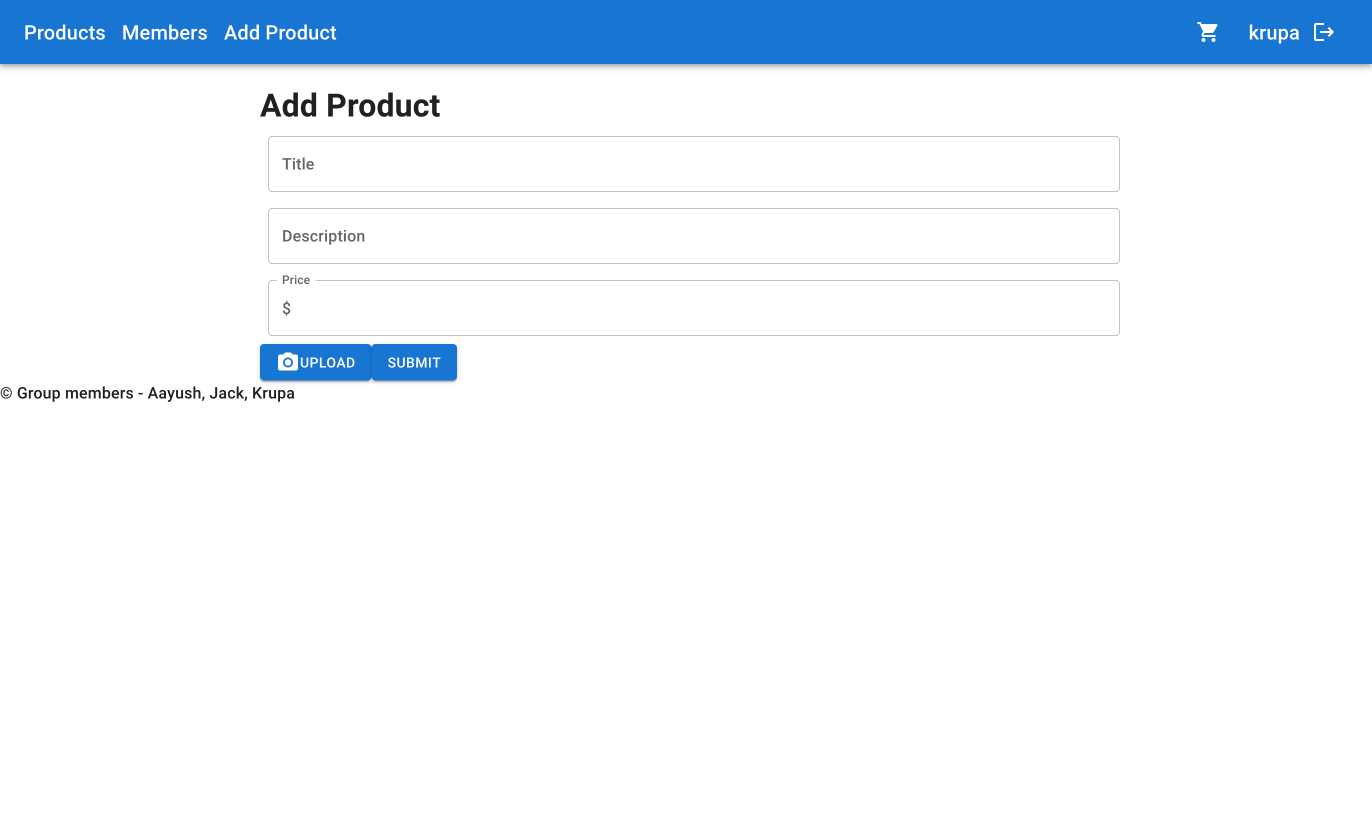 Products Members Add Product krupa
Add Product
Title
Description
Price
$
UPLOAD SUBMIT
© Group members - Aayush, Jack, Krupa